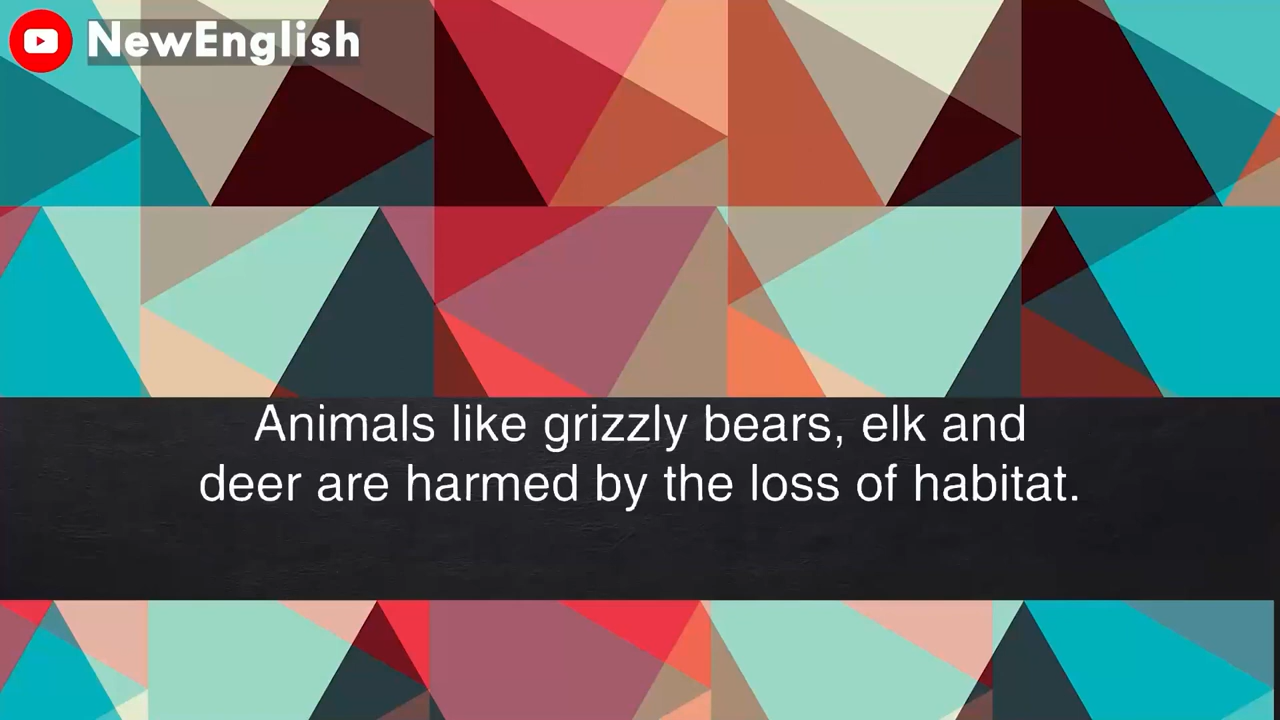 NewEnglish
Animals like grizzly bears, elk and
deer are harmed by the loss of habitat.